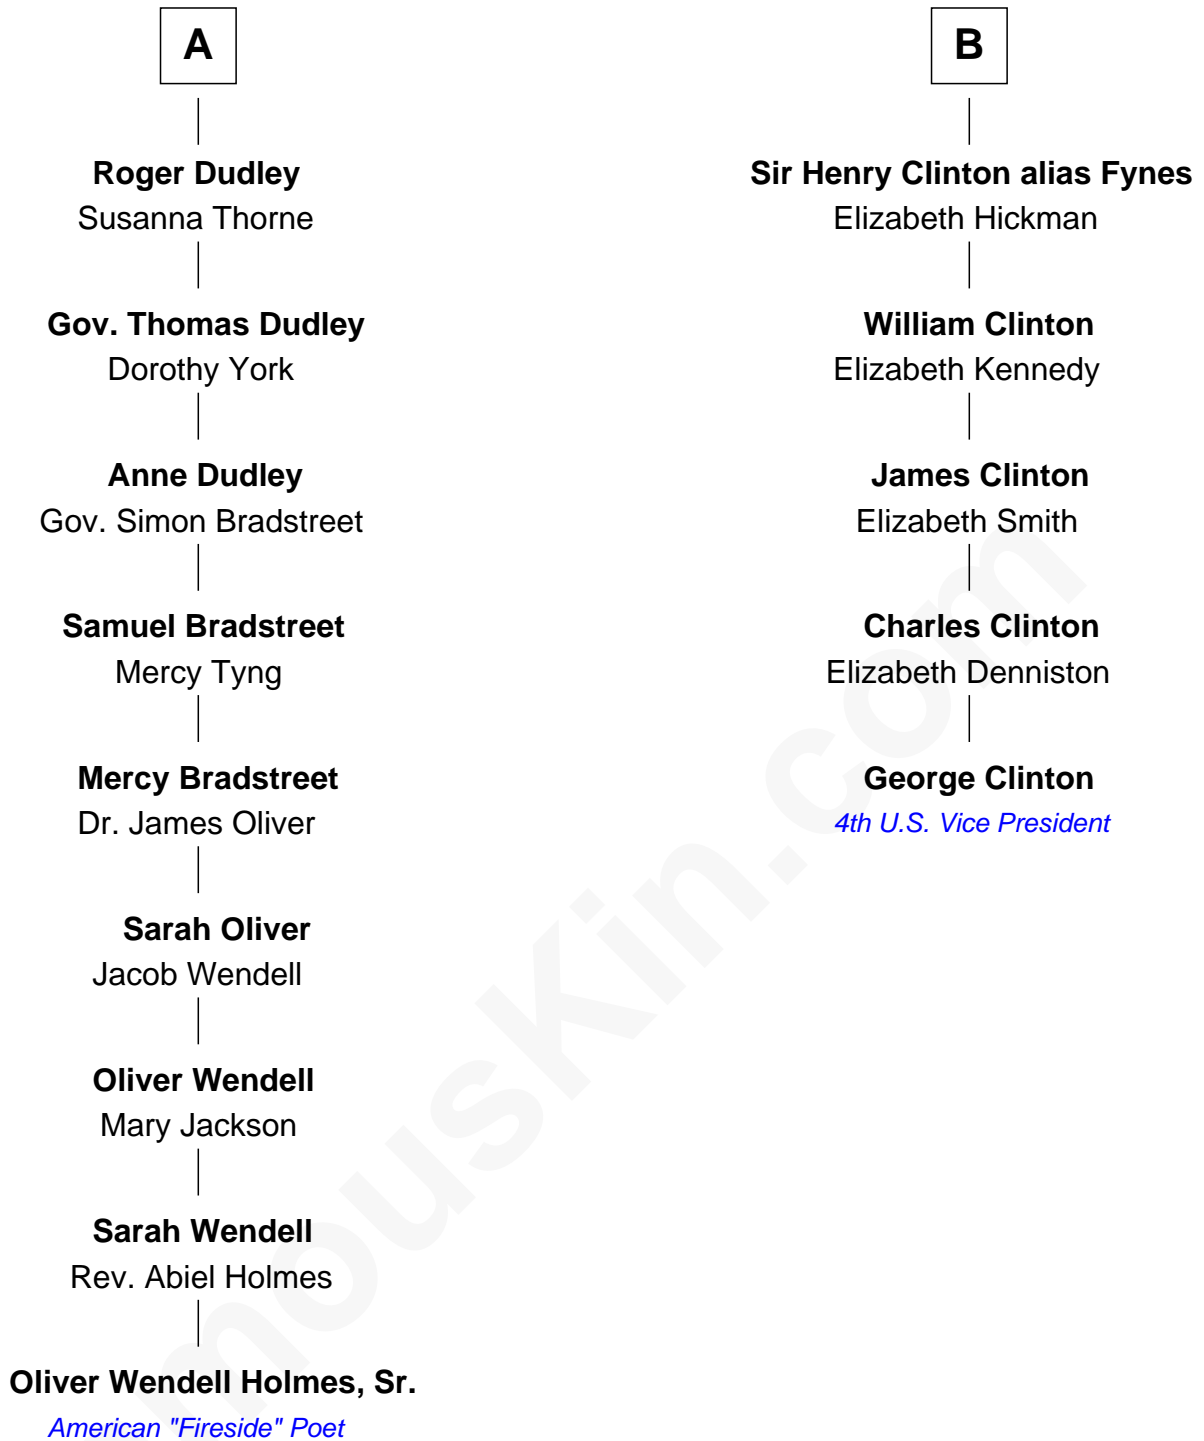 A
Roger Dudley
Susanna Thorne
Gov. Thomas Dudley
Dorothy York
Anne Dudley
Gov. Simon Bradstreet
Samuel Bradstreet
Mercy Tyng
Mercy Bradstreet
Dr. James Oliver
Sarah Oliver
Jacob Wendell
Oliver Wendell
Mary Jackson
Sarah Wendell
Rev. Abiel Holmes
Oliver Wendell Holmes, Sr.
American "Fireside" Poet
B
Sir Henry Clinton alias Fynes
Elizabeth Hickman
William Clinton
Elizabeth Kennedy
James Clinton
Elizabeth Smith
Charles Clinton
Elizabeth Denniston
George Clinton
4th U.S. Vice President
mouskin.com